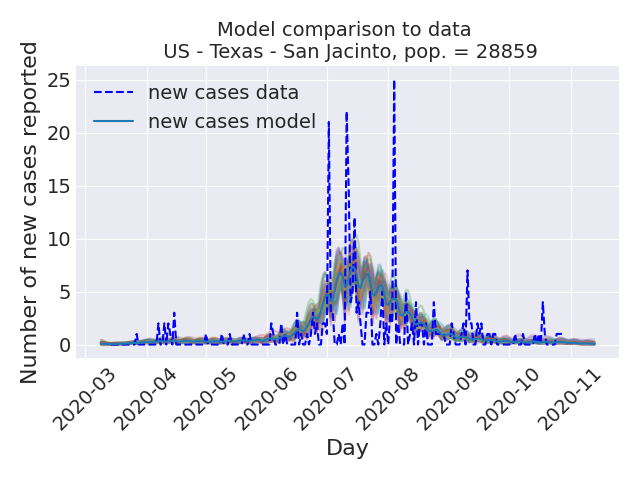 Model comparison to data
US - Texas - San Jacinto, pop. = 28859
Number of new cases reported
25
20
15
10
5
0
new cases data
new cases model
2020-03
2020-04
2020-05
2020-06
2020-07
2020-08
2020-09
2020-10
2020-11
Day